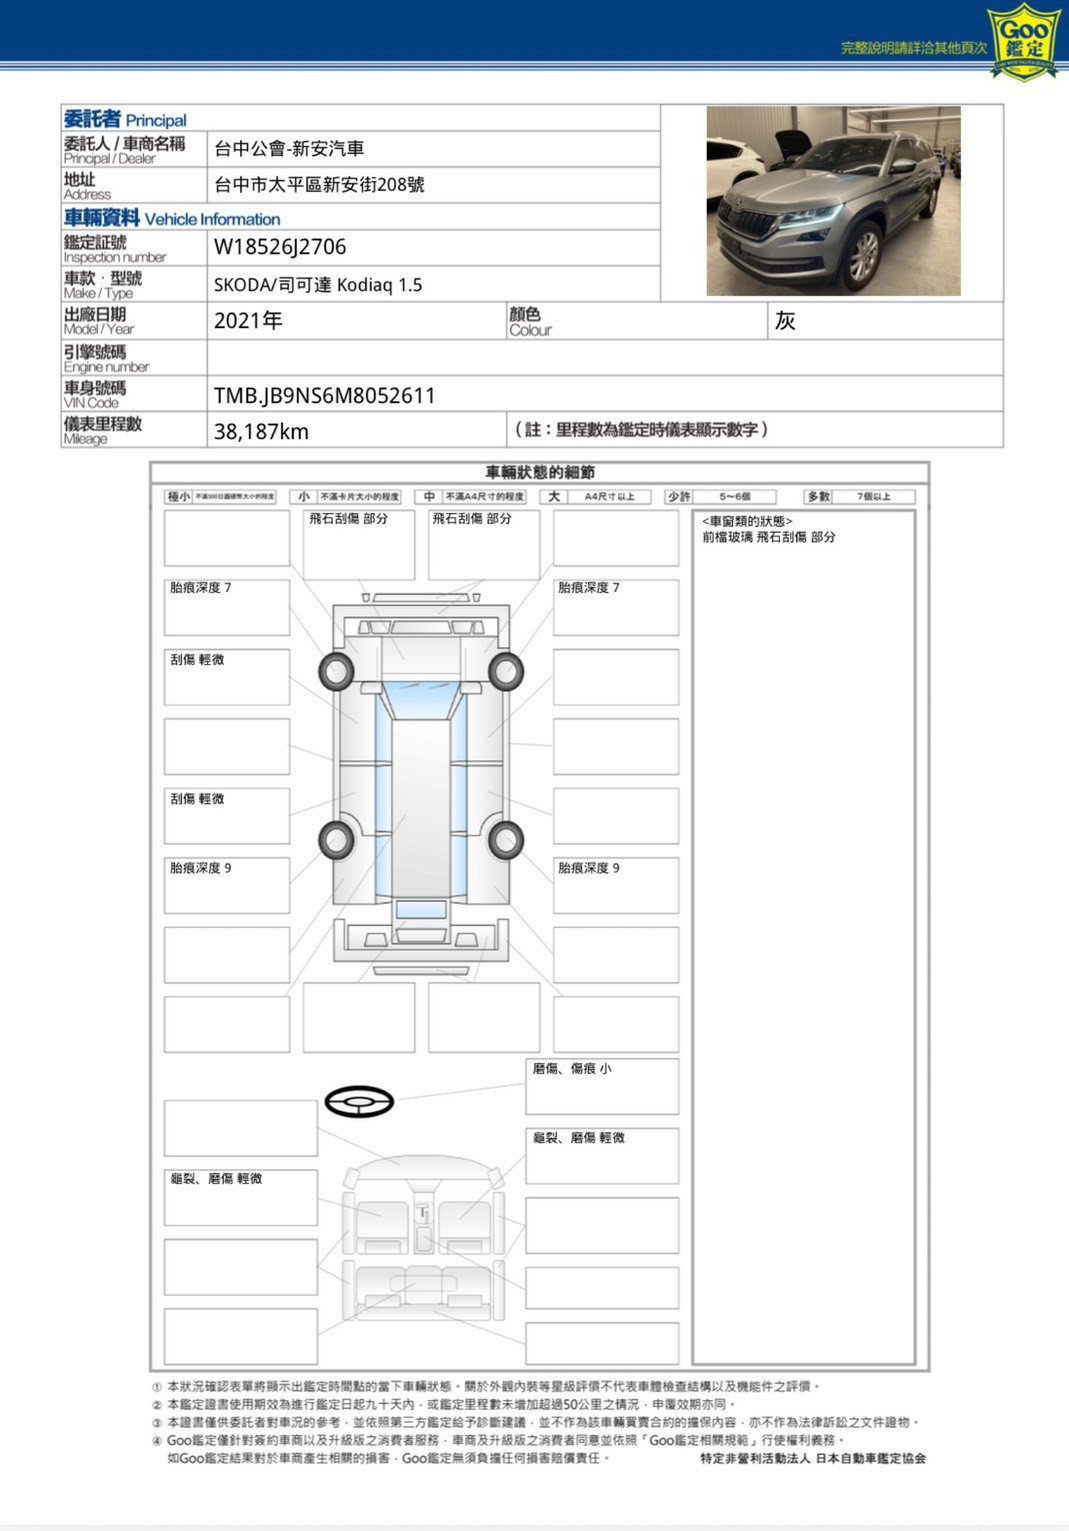 完整說明請詳洽其他頁次
Goo
鑑定
委託者 Principal
委託人 / 車商名稱
Principal / Dealer
台中公會-新安汽車
地址
Address
台中市太平區新安街208號
車輛資料 Vehicle Information
鑑定証號
Inspection number
W18526J2706
車款．型號
Make / Type
SKODA/司可達 Kodiaq 1.5
出廠日期
Model / Year
2021年
顏色
Colour
灰
引擎號碼
Engine number
車身號碼
VIN Code
TMB.JB9NS6M8052611
儀表里程數
Mileage
38,187km
（註：里程數為鑑定時儀表顯示數字）
車輛狀態的細節
極小 不滿500日圓硬幣大小的程度
小 不滿卡片大小的程度
中 不滿A4尺寸的程度
大 A4尺寸以上
少許 5～6個
多數 7個以上
飛石刮傷 部分
飛石刮傷 部分
<車窗類的狀態>
前檔玻璃 飛石刮傷 部分
胎痕深度 7
胎痕深度 7
刮傷 輕微
刮傷 輕微
胎痕深度 9
胎痕深度 9
磨傷、傷痕 小
龜裂、磨傷 輕微
龜裂、磨傷 輕微
① 本狀況確認表單將顯示出鑑定時間點的當下車輛狀態。關於外觀內裝等星級評價不代表車體檢查結構以及機能件之評價。
② 本鑑定證書使用期效為進行鑑定日起九十天內，或鑑定里程數未增加超過50公里之情況，申覆效期亦同。
③ 本證書僅供委託者對車況的參考，並依照第三方鑑定給予診斷建議，並不作為該車輛買賣合約的擔保內容，亦不作為法律訴訟之文件證物。
④ Goo鑑定僅針對簽約車商以及升級版之消費者服務，車商及升級版之消費者同意並依照「Goo鑑定相關規範」行使權利義務。
如Goo鑑定結果對於車商產生相關的損害，Goo鑑定無須負擔任何損害賠償責任。
特定非營利活動法人 日本自動車鑑定協会